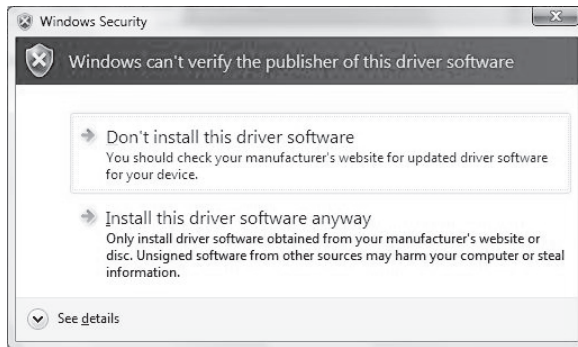 Windows Security
Windows can't verify the publisher of this driver software
Don't install this driver software
You should check your manufacturer's website for updated driver software
for your device.
Install this driver software anyway
Only install driver software obtained from your manufacturer's website or
disc. Unsigned software from other sources may harm your computer or steal
information.
See details